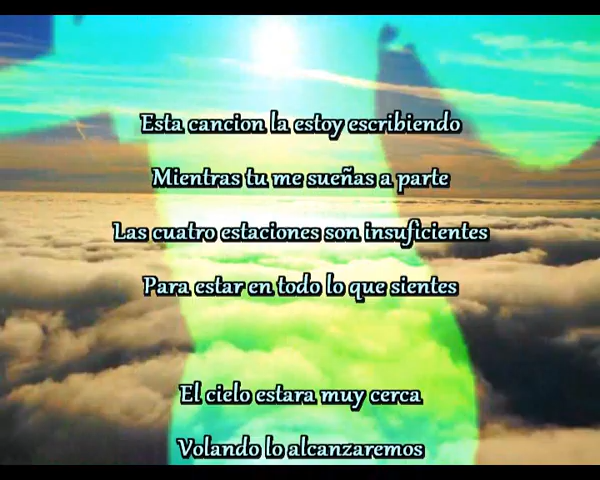 Esta cancion la estoy escribiendo
Mientras tu me sueñas a parte
Las cuatro estaciones son insuficientes
Para estar en todo lo que sientes
El cielo estara muy cerca
Volando lo alcanzaremos